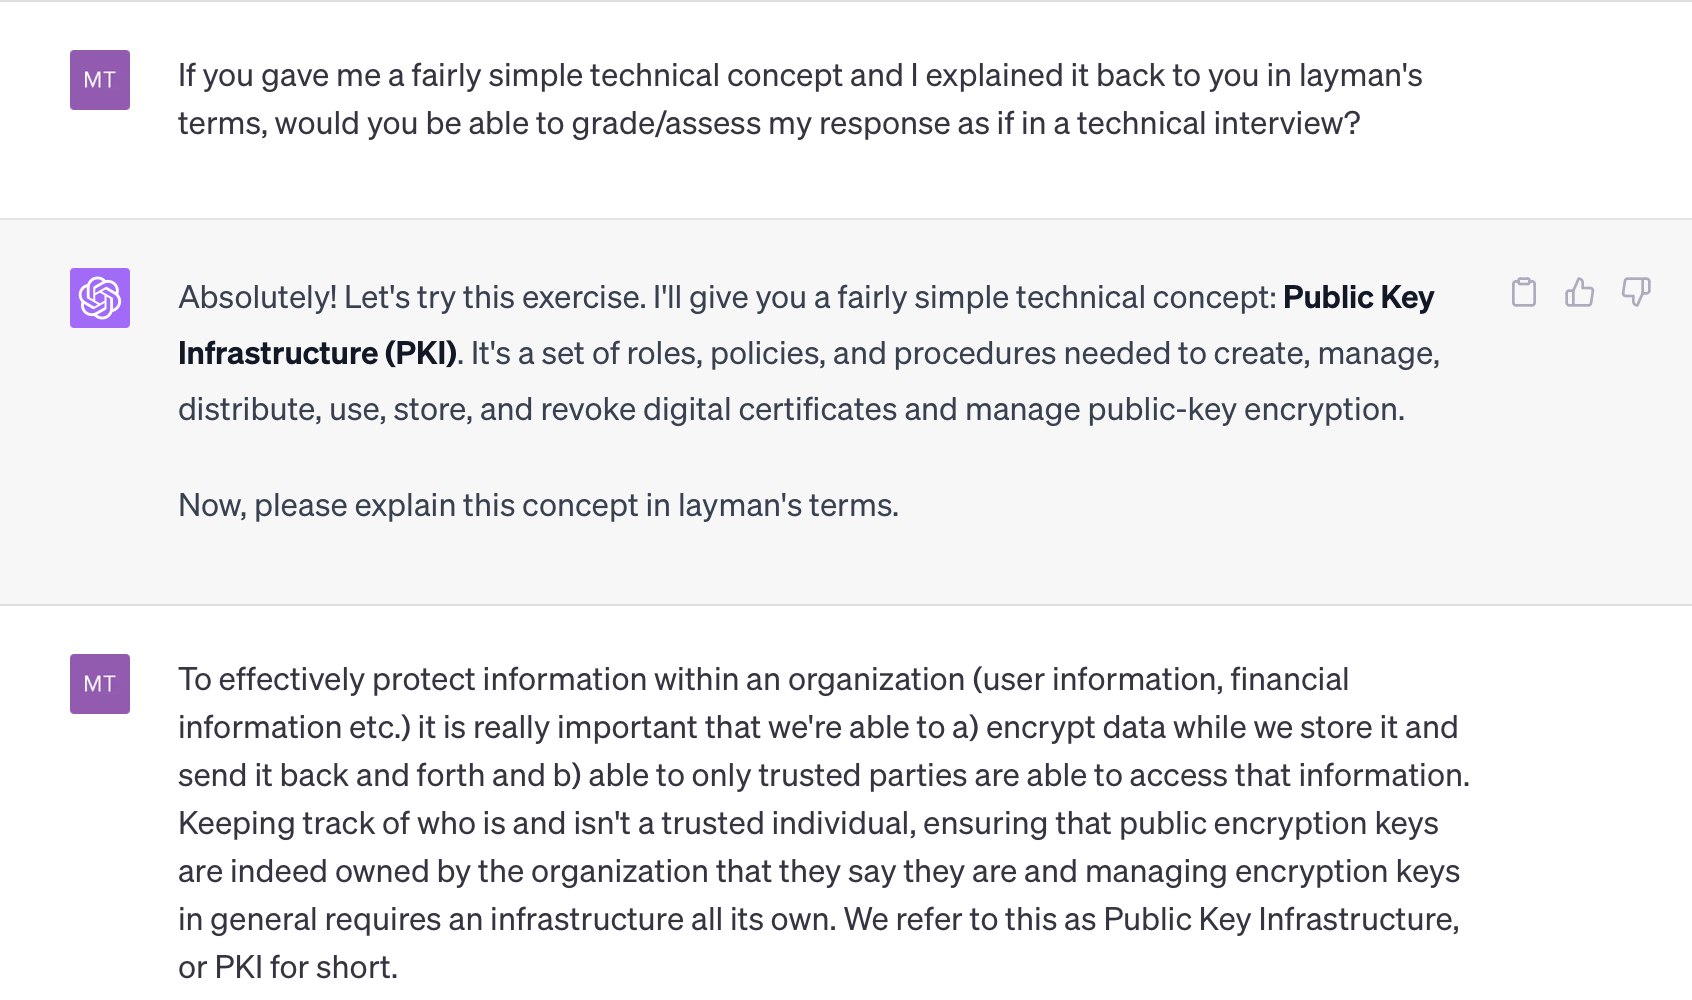 MT
If you gave me a fairly simple technical concept and I explained it back to you in layman's
terms, would you be able to grade/assess my response as if in a technical interview?
Absolutely! Let's try this exercise. I'll give you a fairly simple technical concept: Public Key
Infrastructure (PKI). It's a set of roles, policies, and procedures needed to create, manage,
distribute, use, store, and revoke digital certificates and manage public-key encryption.
Now, please explain this concept in layman's terms.
MT
To effectively protect information within an organization (user information, financial
information etc.) it is really important that we're able to a) encrypt data while we store it and
send it back and forth and b) able to only trusted parties are able to access that information.
Keeping track of who is and isn't a trusted individual, ensuring that public encryption keys
are indeed owned by the organization that they say they are and managing encryption keys
in general requires an infrastructure all its own. We refer to this as Public Key Infrastructure,
or PKI for short.